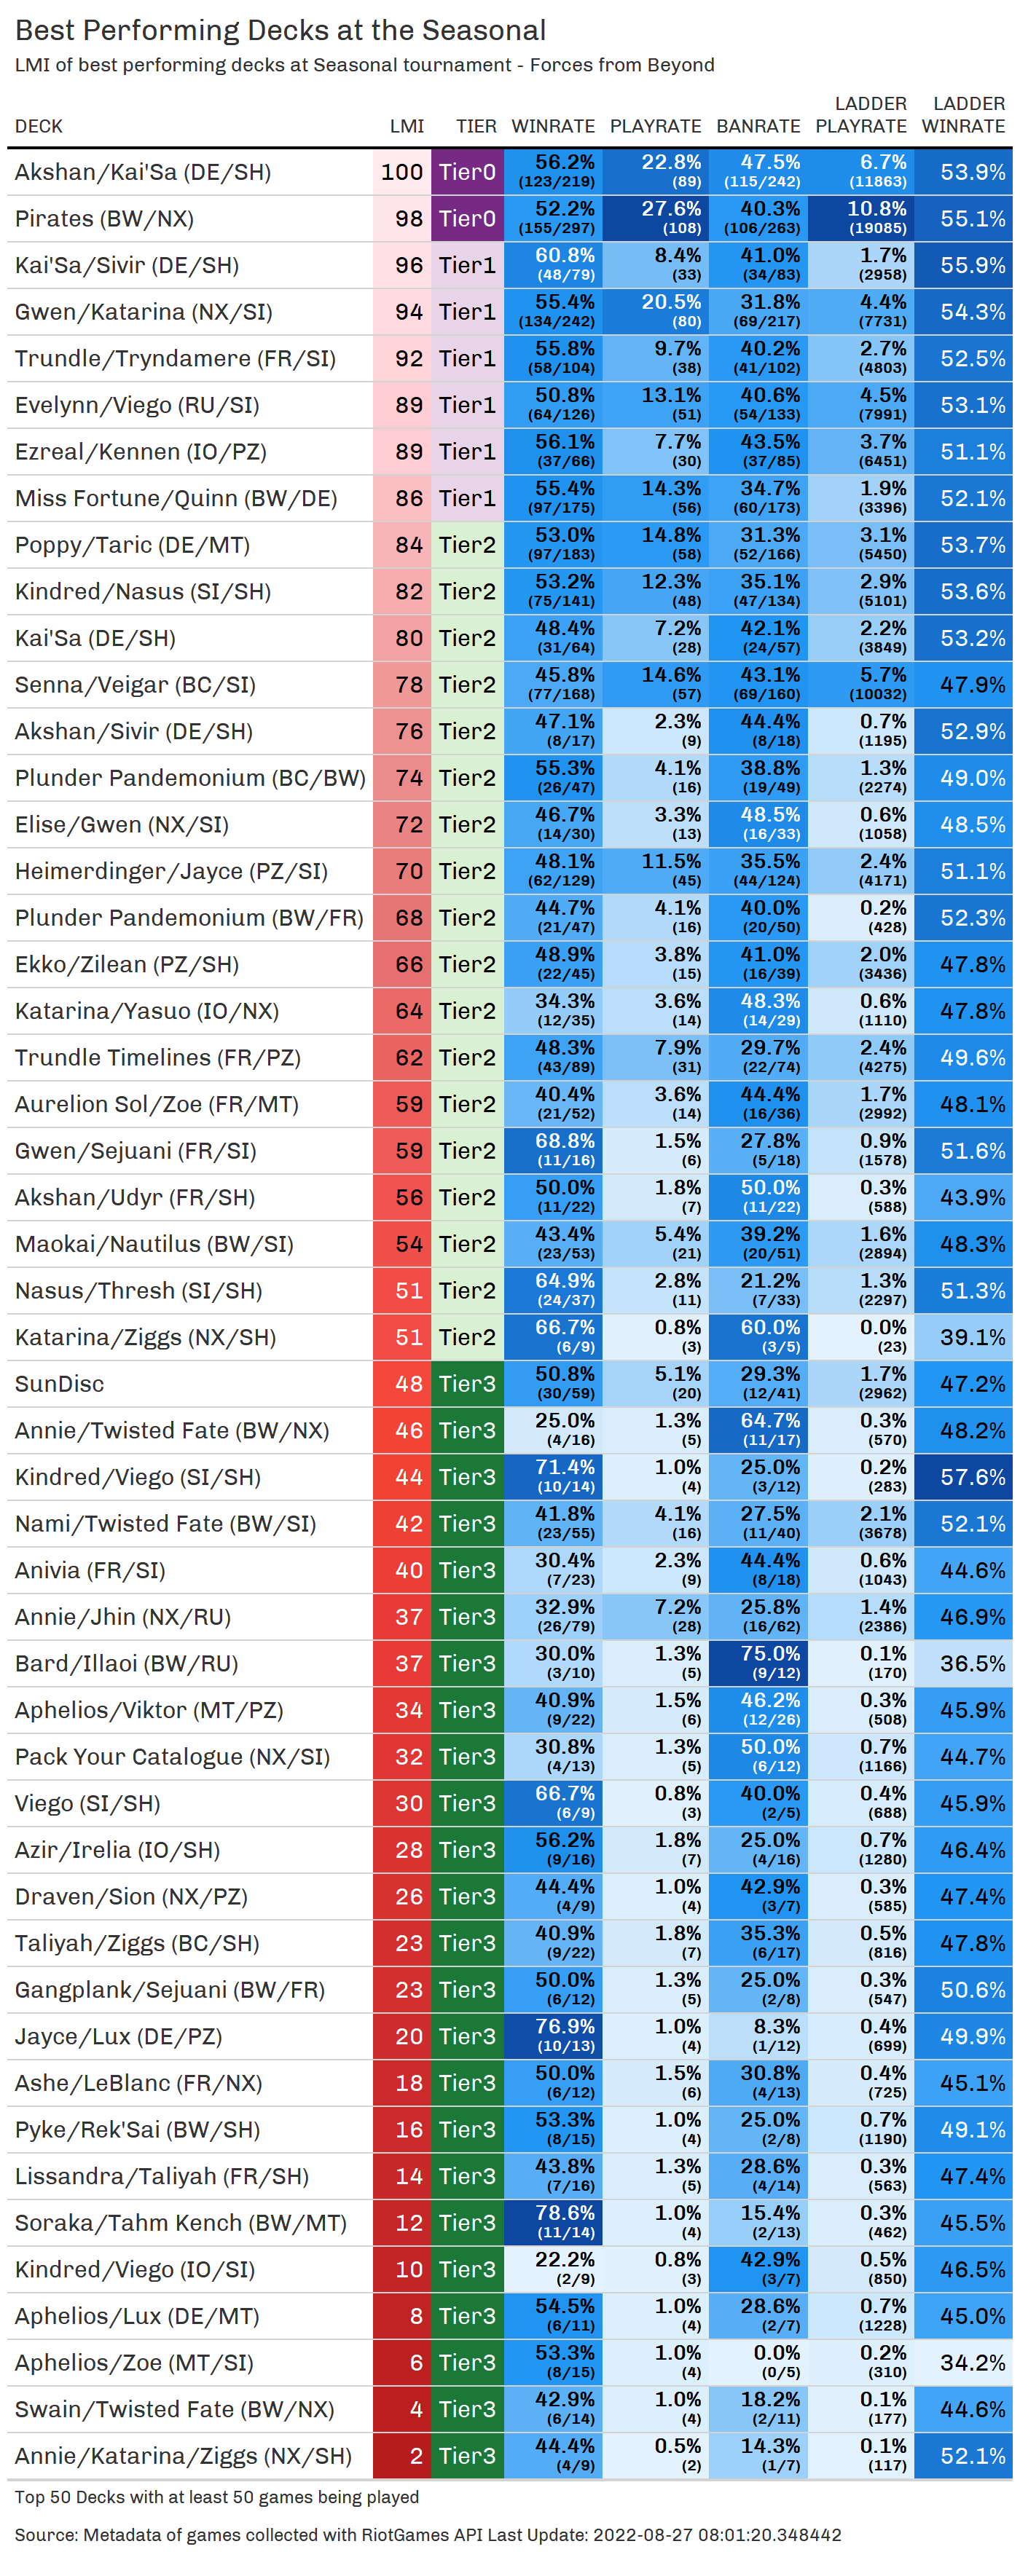 Best Performing Decks at the Seasonal
LMI of best performing decks at Seasonal tournament - Forces from Beyond
DECK LMI TIER WINRATE PLAYRATE BANRATE LADDER PLAYRATE LADDER WINRATE
Akshan/Kai'Sa (DE/SH) 100 Tier0 56.2% (123/219) 22.8% (89) 47.5% (115/242) 6.7% (11863) 53.9%
Pirates (BW/NX) 98 Tier0 52.2% (155/297) 27.6% (108) 40.3% (106/263) 10.8% (19085) 55.1%
Kai'Sa/Sivir (DE/SH) 96 Tier1 60.8% (48/79) 8.4% (33) 41.0% (34/83) 1.7% (2958) 55.9%
Gwen/Katarina (NX/SI) 94 Tier1 55.4% (134/242) 20.5% (80) 31.8% (69/217) 4.4% (7731) 54.3%
Trundle/Tryndamere (FR/SI) 92 Tier1 55.8% (58/104) 9.7% (38) 40.2% (41/102) 2.7% (4803) 52.5%
Evelynn/Viego (RU/SI) 89 Tier1 50.8% (64/126) 13.1% (51) 40.6% (54/133) 4.5% (7991) 53.1%
Ezreal/Kennen (IO/PZ) 89 Tier1 56.1% (37/66) 7.7% (30) 43.5% (37/85) 3.7% (6451) 51.1%
Miss Fortune/Quinn (BW/DE) 86 Tier1 55.4% (97/175) 14.3% (56) 34.7% (60/173) 1.9% (3396) 52.1%
Poppy/Taric (DE/MT) 84 Tier2 53.0% (97/183) 14.8% (58) 31.3% (52/166) 3.1% (5450) 53.7%
Kindred/Nasus (SI/SH) 82 Tier2 53.2% (75/141) 12.3% (48) 35.1% (47/134) 2.9% (5101) 53.6%
Kai'Sa (DE/SH) 80 Tier2 48.4% (31/64) 7.2% (28) 42.1% (24/57) 2.2% (3849) 53.2%
Senna/Veigar (BC/SI) 78 Tier2 45.8% (77/168) 14.6% (57) 43.1% (69/160) 5.7% (10032) 47.9%
Akshan/Sivir (DE/SH) 76 Tier2 47.1% (8/17) 2.3% (9) 44.4% (8/18) 0.7% (1195) 52.9%
Plunder Pandemonium (BC/BW) 74 Tier2 55.3% (26/47) 4.1% (16) 38.8% (19/49) 1.3% (2274) 49.0%
Elise/Gwen (NX/SI) 72 Tier2 46.7% (14/30) 3.3% (13) 48.5% (16/33) 0.6% (1058) 48.5%
Heimerdinger/Jayce (PZ/SI) 70 Tier2 48.1% (62/129) 11.5% (45) 35.5% (44/124) 2.4% (4171) 51.1%
Plunder Pandemonium (BW/FR) 68 Tier2 44.7% (21/47) 4.1% (16) 40.0% (20/50) 0.2% (428) 52.3%
Ekko/Zilean (PZ/SH) 66 Tier2 48.9% (22/45) 3.8% (15) 41.0% (16/39) 2.0% (3436) 47.8%
Katarina/Yasuo (IO/NX) 64 Tier2 34.3% (12/35) 3.6% (14) 48.3% (14/29) 0.6% (1110) 47.8%
Trundle Timelines (FR/PZ) 62 Tier2 48.3% (43/89) 7.9% (31) 29.7% (22/74) 2.4% (4275) 49.6%
Aurelion Sol/Zoe (FR/MT) 59 Tier2 40.4% (21/52) 3.6% (14) 44.4% (16/36) 1.7% (2992) 48.1%
Gwen/Sejuani (FR/SI) 59 Tier2 68.8% (11/16) 1.5% (6) 27.8% (5/18) 0.9% (1578) 51.6%
Akshan/Udyr (FR/SH) 56 Tier2 50.0% (11/22) 1.8% (7) 50.0% (11/22) 0.3% (588) 43.9%
Maokai/Nautilus (BW/SI) 54 Tier2 43.4% (23/53) 5.4% (21) 39.2% (20/51) 1.6% (2894) 48.3%
Nasus/Thresh (SI/SH) 51 Tier2 64.9% (24/37) 2.8% (11) 21.2% (7/33) 1.3% (2297) 51.3%
Katarina/Ziggs (NX/SH) 51 Tier2 66.7% (6/9) 0.8% (3) 60.0% (3/5) 0.0% (23) 39.1%
SunDisc 48 Tier3 50.8% (30/59) 5.1% (20) 29.3% (12/41) 1.7% (2962) 47.2%
Annie/Twisted Fate (BW/NX) 46 Tier3 25.0% (4/16) 1.3% (5) 64.7% (11/17) 0.3% (570) 48.2%
Kindred/Viego (SI/SH) 44 Tier3 71.4% (10/14) 1.0% (4) 25.0% (3/12) 0.2% (283) 57.6%
Nami/Twisted Fate (BW/SI) 42 Tier3 41.8% (23/55) 4.1% (16) 27.5% (11/40) 2.1% (3678) 52.1%
Anivia (FR/SI) 40 Tier3 30.4% (7/23) 2.3% (9) 44.4% (8/18) 0.6% (1043) 44.6%
Annie/Jhin (NX/RU) 37 Tier3 32.9% (26/79) 7.2% (28) 25.8% (16/62) 1.4% (2386) 46.9%
Bard/Illaoi (BW/RU) 37 Tier3 30.0% (3/10) 1.3% (5) 75.0% (9/12) 0.1% (170) 36.5%
Aphelios/Viktor (MT/PZ) 34 Tier3 40.9% (9/22) 1.5% (6) 46.2% (12/26) 0.3% (508) 45.9%
Pack Your Catalogue (NX/SI) 32 Tier3 30.8% (4/13) 1.3% (5) 50.0% (6/12) 0.7% (1166) 44.7%
Viego (SI/SH) 30 Tier3 66.7% (6/9) 0.8% (3) 40.0% (2/5) 0.4% (688) 45.9%
Azir/Irelia (IO/SH) 28 Tier3 56.2% (9/16) 1.8% (7) 25.0% (4/16) 0.7% (1280) 46.4%
Draven/Sion (NX/PZ) 26 Tier3 44.4% (4/9) 1.0% (4) 42.9% (3/7) 0.3% (585) 47.4%
Taliyah/Ziggs (BC/SH) 23 Tier3 40.9% (9/22) 1.8% (7) 35.3% (6/17) 0.5% (816) 47.8%
Gangplank/Sejuani (BW/FR) 23 Tier3 50.0% (6/12) 1.3% (5) 25.0% (2/8) 0.3% (547) 50.6%
Jayce/Lux (DE/PZ) 20 Tier3 76.9% (10/13) 1.0% (4) 8.3% (1/12) 0.4% (699) 49.9%
Ashe/LeBlanc (FR/NX) 18 Tier3 50.0% (6/12) 1.5% (6) 30.8% (4/13) 0.4% (725) 45.1%
Pyke/Rek'Sai (BW/SH) 16 Tier3 53.3% (8/15) 1.0% (4) 25.0% (2/8) 0.7% (1190) 49.1%
Lissandra/Taliyah (FR/SH) 14 Tier3 43.8% (7/16) 1.3% (5) 28.6% (4/14) 0.3% (563) 47.4%
Soraka/Tahm Kench (BW/MT) 12 Tier3 78.6% (11/14) 1.0% (4) 15.4% (2/13) 0.3% (462) 45.5%
Kindred/Viego (IO/SI) 10 Tier3 22.2% (2/9) 0.8% (3) 42.9% (3/7) 0.5% (850) 46.5%
Aphelios/Lux (DE/MT) 8 Tier3 54.5% (6/11) 1.0% (4) 28.6% (2/7) 0.7% (1228) 45.0%
Aphelios/Zoe (MT/SI) 6 Tier3 53.3% (8/15) 1.0% (4) 0.0% (0/5) 0.2% (310) 34.2%
Swain/Twisted Fate (BW/NX) 4 Tier3 42.9% (6/14) 1.0% (4) 18.2% (2/11) 0.1% (177) 44.6%
Annie/Katarina/Ziggs (NX/SH) 2 Tier3 44.4% (4/9) 0.5% (2) 14.3% (1/7) 0.1% (117) 52.1%
Top 50 Decks with at least 50 games being played
Source: Metadata of games collected with RiotGames API Last Update: 2022-08-27 08:01:20.348442